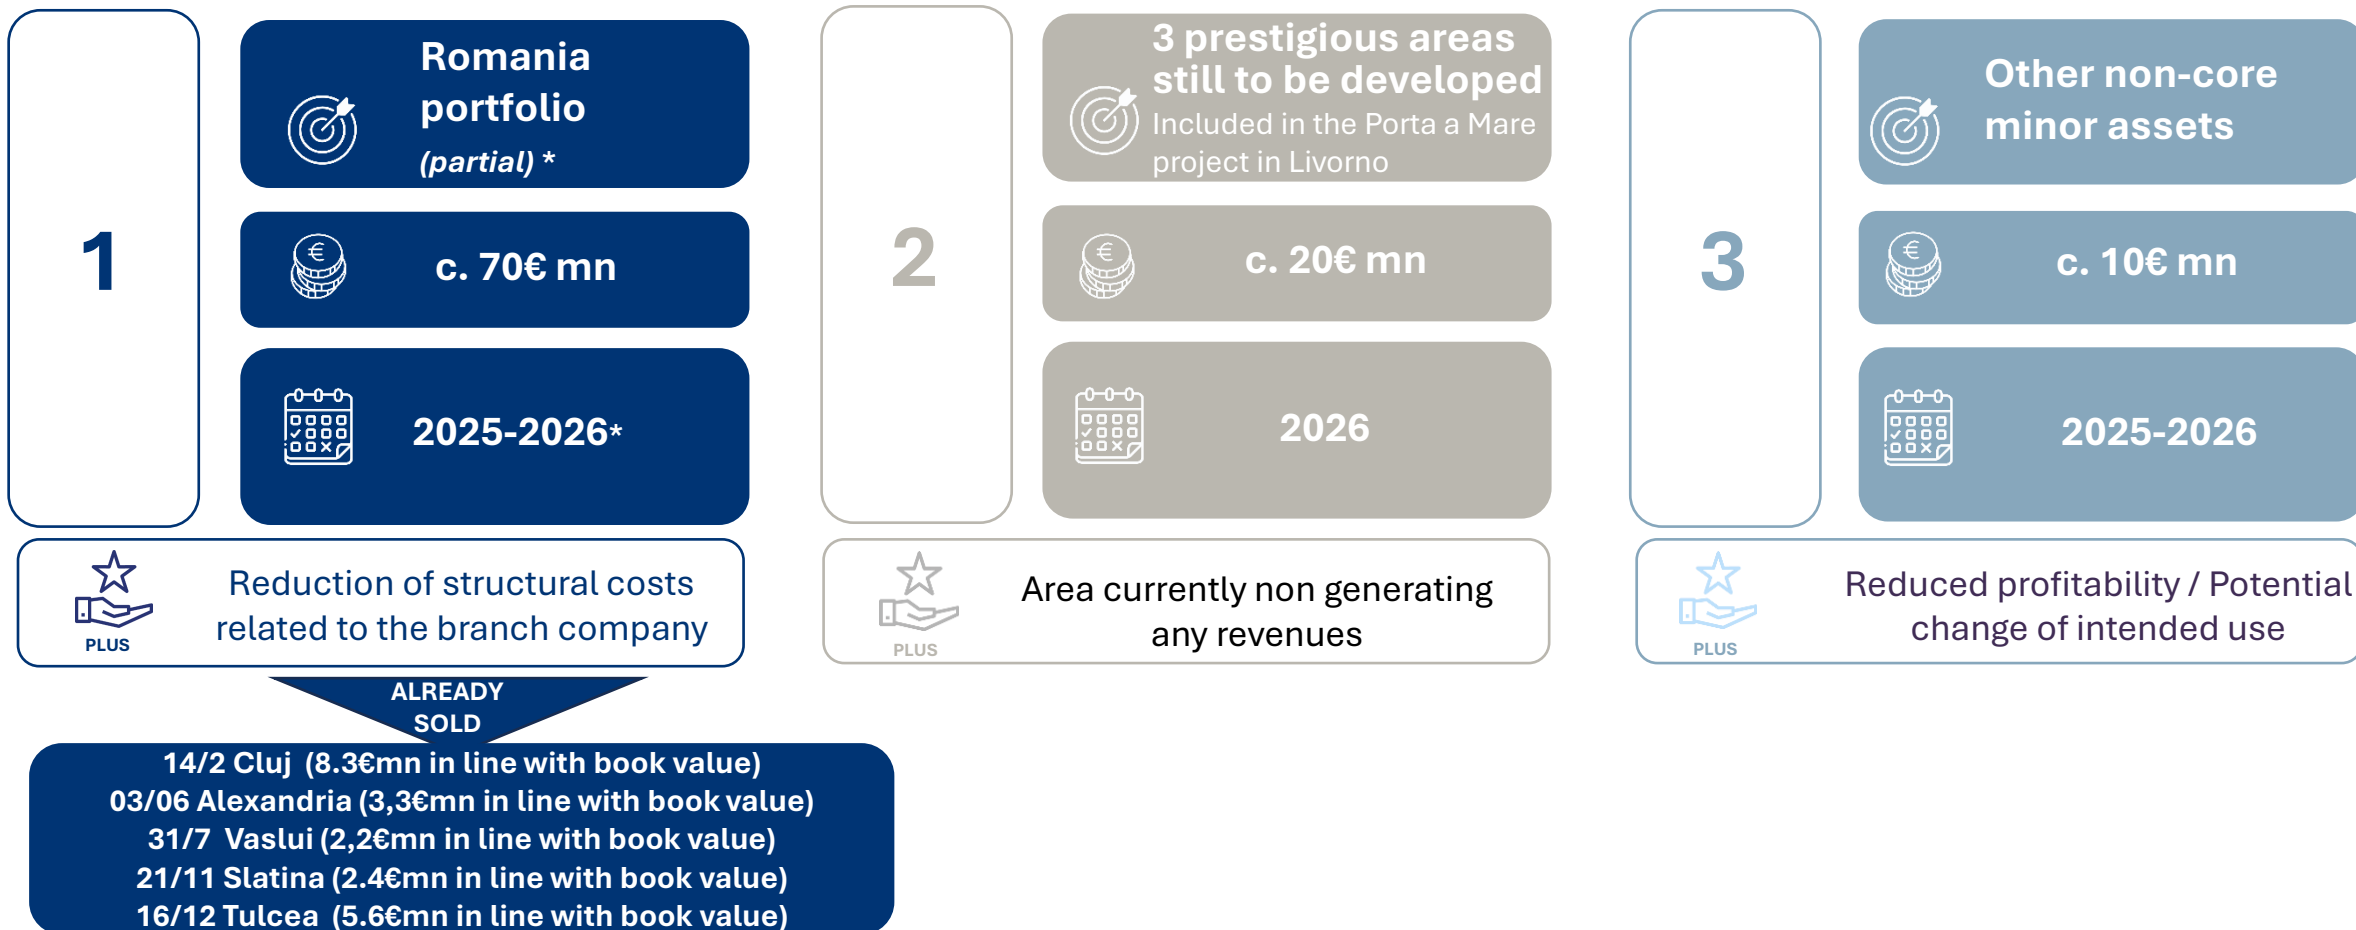 1
Romania
portfolio
(partial) *
c. 70€ mn
2025-2026*
PLUS
Reduction of structural costs
related to the branch company
ALREADY
SOLD
14/2 Cluj (8.3€mn in line with book value)
03/06 Alexandria (3,3€mn in line with book value)
31/7 Vaslui (2,2€mn in line with book value)
21/11 Slatina (2.4€mn in line with book value)
16/12 Tulcea (5.6€mn in line with book value)
2
3 prestigious areas
still to be developed
Included in the Porta a Mare
project in Livorno
c. 20€ mn
2026
PLUS
Area currently non generating
any revenues
3
Other non-core
minor assets
c. 10€ mn
2025-2026
PLUS
Reduced profitability / Potential
change of intended use